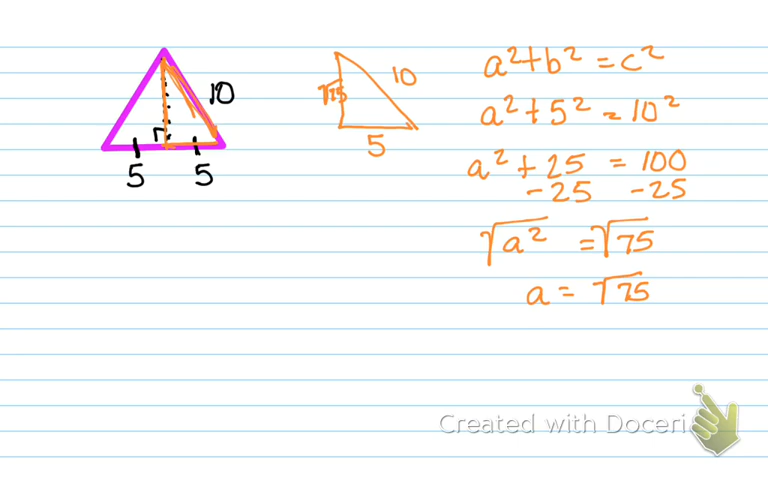 10
5 5
√75
10
5
a² + b² = c²
a² + 5² = 10²
a² + 25 = 100
-25 -25
√a² = √75
a = √75
Created with Doceri